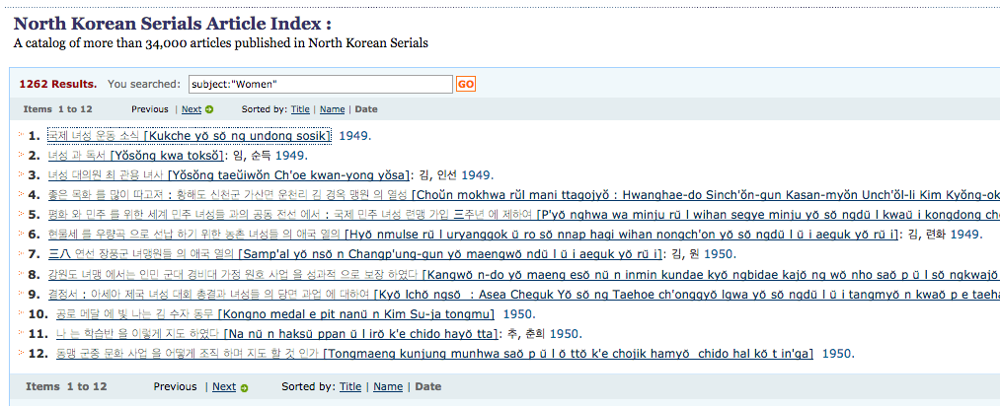 North Korean Serials Article Index :
A catalog of more than 34,000 articles published in North Korean Serials
1262 Results. You searched: subject:"Women" GO
Items 1 to 12 Previous | Next Sorted by: Title | Name | Date
1. 국제 녀성 운동 소식 [Kukche yŏ sŏ ng undong sosik] 1949.
2. 녀성 과 독서 [Yŏsŏng kwa toksŏ]: 임, 순득 1949.
3. 녀성 대의원 최 관용 녀사 [Yŏsŏng taeŭiwŏn Ch'oe kwan-yong yŏsa]: 김, 인선 1949.
4. 좋은 목화 를 많이 따고저 : 황해도 신천군 가산면 운천리 김 경옥 맹원 의 열성 [Choŭn mokhwa rŭl mani ttagojyŏ : Hwanghae-do Sinch'ŏn-gun Kasan-myŏn Unch'ŏl-li Kim Kyŏng-ok
5. 평화 와 민주 를 위한 세계 민주 녀성들 과의 공동 전선 에서 : 국제 민주 녀성 련맹 가입 三주년 에 제하여 [P'yŏ nghwa wa minju rŭ l wihan segye minju yŏ sŏ ngdŭ l kwaŭ i kongdong cho
6. 현물세 를 우량곡 으로 선납 하기 위한 농촌 녀성들 의 애국 열의 [Hyŏ nmulse rŭ l uryanggok ŭ ro sŏ nnap hagi wihan nongch'on yŏ sŏ ngdŭ l ŭ i aeguk yŏ rŭ i]: 김, 련화 1949.
7. 三八 연선 장풍군 녀맹원들 의 애국 열의 [Samp'al yŏ nsŏ n Changp'ung-gun yŏ maengwŏ ndŭ l ŭ i aeguk yŏ rŭ i]: 김, 원 1950.
8. 강원도 녀맹 에서는 인민 군대 경비대 가정 원호 사업 을 성과적 으로 보장 하였다 [Kangwŏ n-do yŏ maeng esŏ nŭ n inmin kundae kyŏ ngbidae kajŏ ng wŏ nho saŏ p ŭ l sŏ ngkwajŏ
9. 결정서 : 아세아 제국 녀성 대회 총결과 녀성들 의 당면 과업 에 대하여 [Kyŏ lchŏ ngsŏ : Asea Cheguk Yŏ sŏ ng Taehoe ch'onggyŏ lgwa yŏ sŏ ngdŭ l ŭ i tangmyŏ n kwaŏ p e taeha
10. 공로 메달 에 빛 나는 김 수자 동무 [Kongno medal e pit nanŭ n Kim Su-ja tongmu] 1950.
11. 나 는 학습반 을 이렇게 지도 하였다 [Na nŭ n haksŭ ppan ŭ l irŏ k'e chido hayŏ tta]: 추, 춘희 1950.
12. 동맹 군중 문화 사업 을 어떻게 조직 하며 지도 할 것 인가 [Tongmaeng kunjung munhwa saŏ p ŭ l ŏ ttŏ k'e chojik hamyŏ chido hal kŏ t in'ga] 1950.
Items 1 to 12 Previous | Next Sorted by: Title | Name | Date